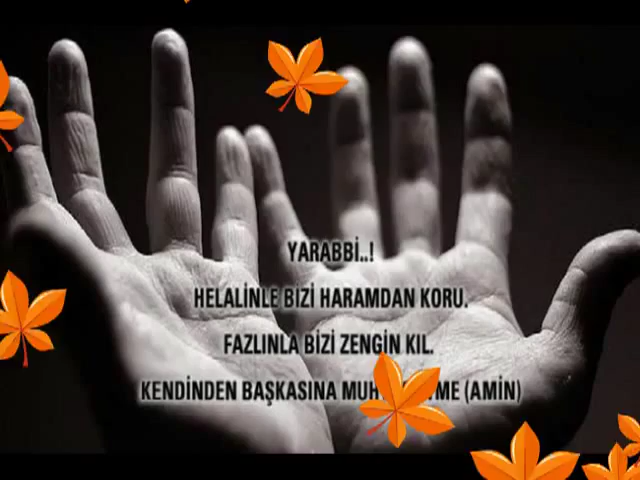 YARABBİ..!
HELALİNLE BİZİ HARAMDAN KORU.
FAZLINLA BİZİ ZENGİN KIL.
KENDİNDEN BAŞKASINA (AMİN)